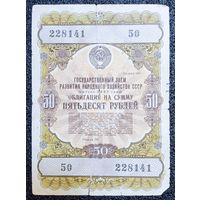 228141 50
ГОСУДАРСТВЕННЫЙ ЗАЕМ
РАЗВИТИЯ НАРОДНОГО ХОЗЯЙСТВА СССР
ОБЛИГАЦИЯ НА СУММУ
50 ПЯТЬДЕСЯТ РУБЛЕЙ 50
50
50 228141